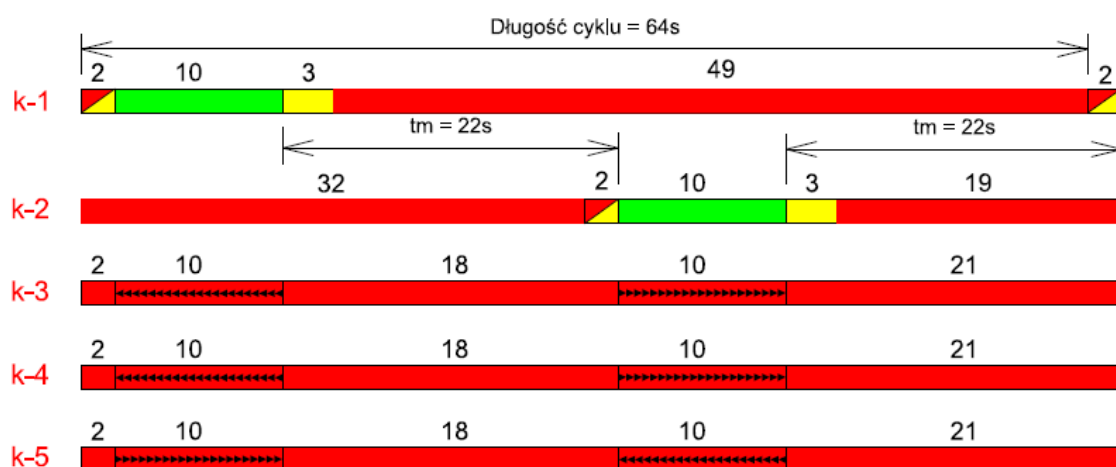 Długość cyklu = 64s
2 10 3 49 2
k-1
tm = 22s tm = 22s
32 2 10 3 19
k-2
2 10 18 10 21
k-3
2 10 18 10 21
k-4
2 10 18 10 21
k-5